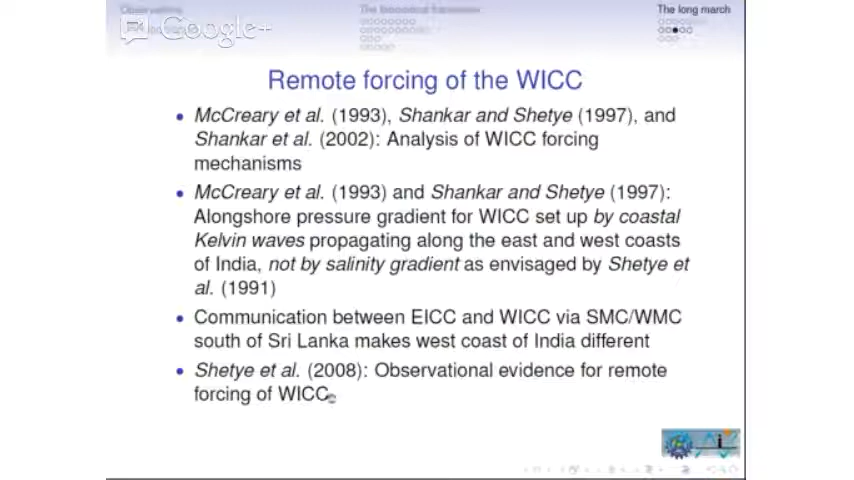 Observations
The theoretical framework
The long march
Google+
Remote forcing of the WICC
• McCreary et al. (1993), Shankar and Shetye (1997), and
Shankar et al. (2002): Analysis of WICC forcing
mechanisms
• McCreary et al. (1993) and Shankar and Shetye (1997):
Alongshore pressure gradient for WICC set up by coastal
Kelvin waves propagating along the east and west coasts
of India, not by salinity gradient as envisaged by Shetye et
al. (1991)
• Communication between EICC and WICC via SMC/WMC
south of Sri Lanka makes west coast of India different
• Shetye et al. (2008): Observational evidence for remote
forcing of WICC